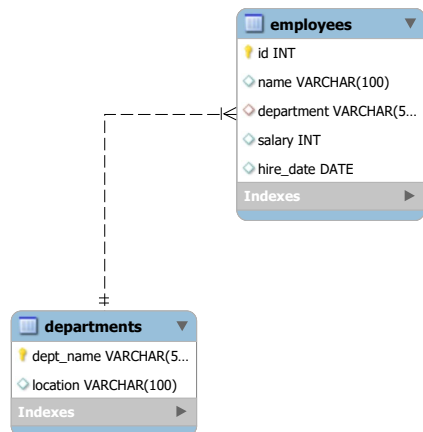 employees
id INT
name VARCHAR(100)
department VARCHAR(5...
salary INT
hire_date DATE
Indexes
departments
dept_name VARCHAR(5...
location VARCHAR(100)
Indexes